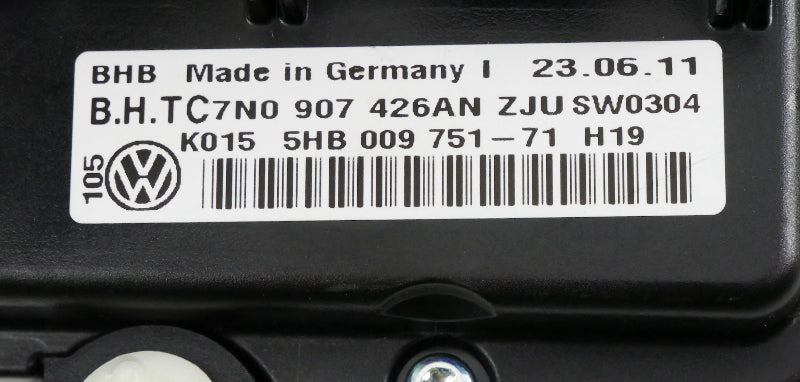 BHB Made in Germany I 23.06.11
B.H.TC7N0 907 426AN ZJU SW0304
K015 5HB 009 751-71 H19
105
VW